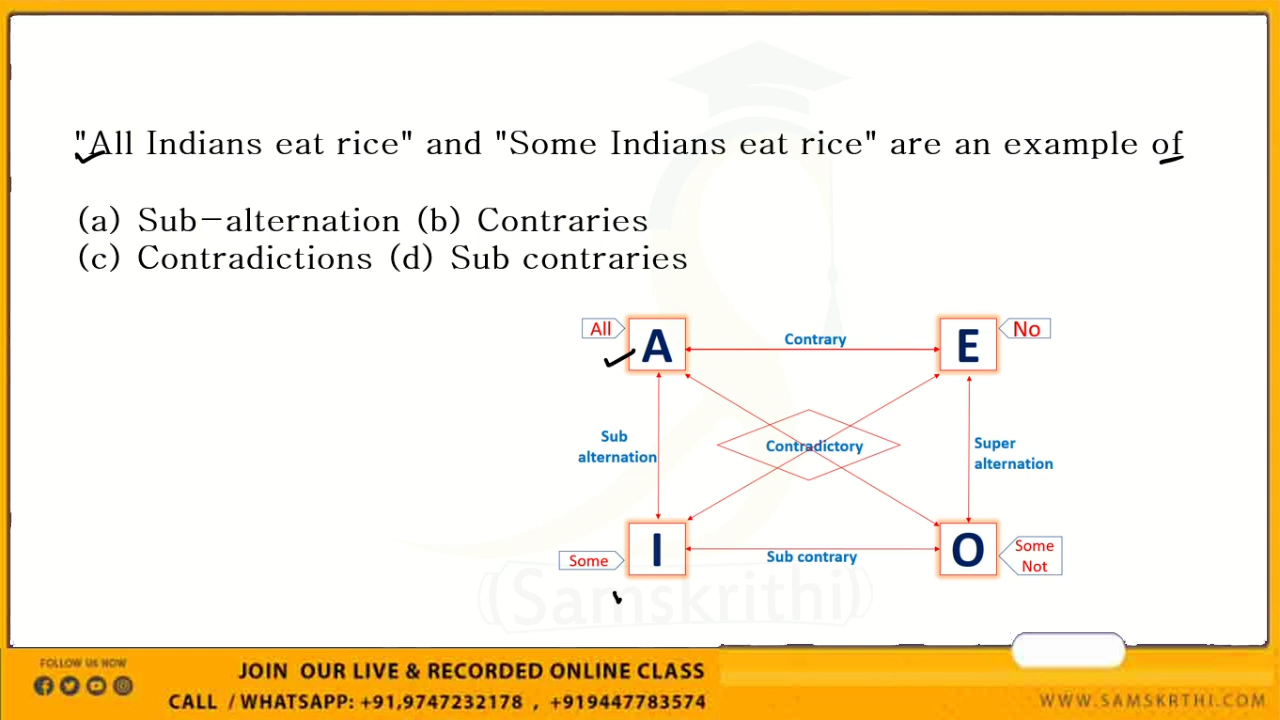 "All Indians eat rice" and "Some Indians eat rice" are an example of
(a) Sub-alternation (b) Contraries
(c) Contradictions (d) Sub contraries
All
A
Contrary
E
No
Sub
alternation
Contradictory
Super
alternation
Some
I
Sub contrary
O
Some
Not
(Samskrithi)
FOLLOW US NOW
JOIN OUR LIVE & RECORDED ONLINE CLASS
CALL / WHATSAPP: +91,9747232178 , +919447783574
WWW.SAMSKRTHI.COM